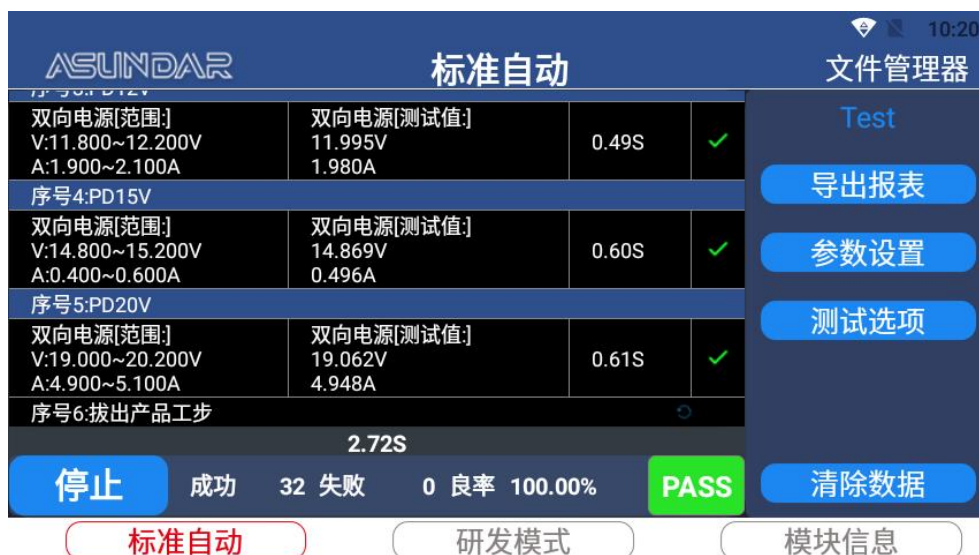 10:20
ASUNDAR
标准自动
文件管理器
序号3:PD12V
双向电源[范围:]
V:11.800~12.200V
A:1.900~2.100A
双向电源[测试值:]
11.995V
1.980A
0.49S
序号4:PD15V
双向电源[范围:]
V:14.800~15.200V
A:0.400~0.600A
双向电源[测试值:]
14.869V
0.496A
0.60S
序号5:PD20V
双向电源[范围:]
V:19.000~20.200V
A:4.900~5.100A
双向电源[测试值:]
19.062V
4.948A
0.61S
序号6:拔出产品工步
2.72S
停止
成功 32 失败 0 良率 100.00%
PASS
Test
导出报表
参数设置
测试选项
清除数据
标准自动
研发模式
模块信息